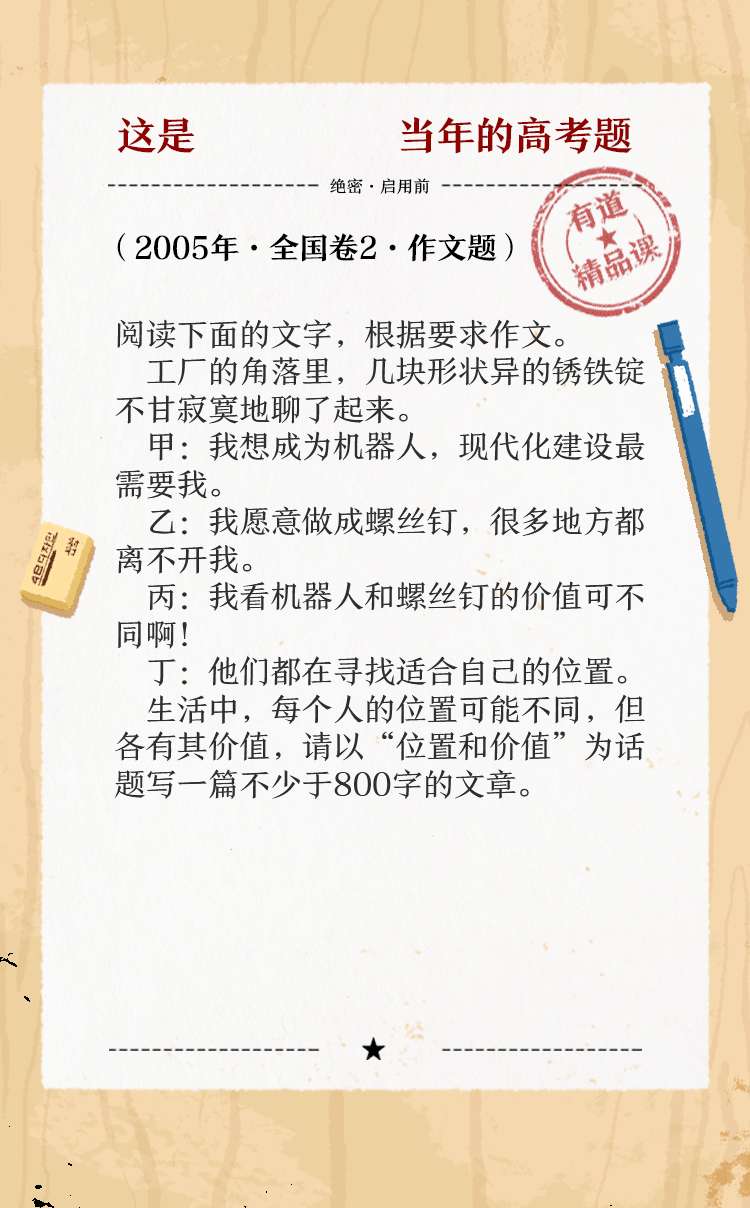 这是 当年的高考题
绝密·启用前
有道
精品课
（2005年·全国卷2·作文题）
阅读下面的文字，根据要求作文。
工厂的角落里，几块形状异的锈铁锭
不甘寂寞地聊了起来。
甲：我想成为机器人，现代化建设最
需要我。
乙：我愿意做成螺丝钉，很多地方都
离不开我。
丙：我看机器人和螺丝钉的价值可不
同啊！
丁：他们都在寻找适合自己的位置。
生活中，每个人的位置可能不同，但
各有其价值，请以“位置和价值”为话
题写一篇不少于800字的文章。